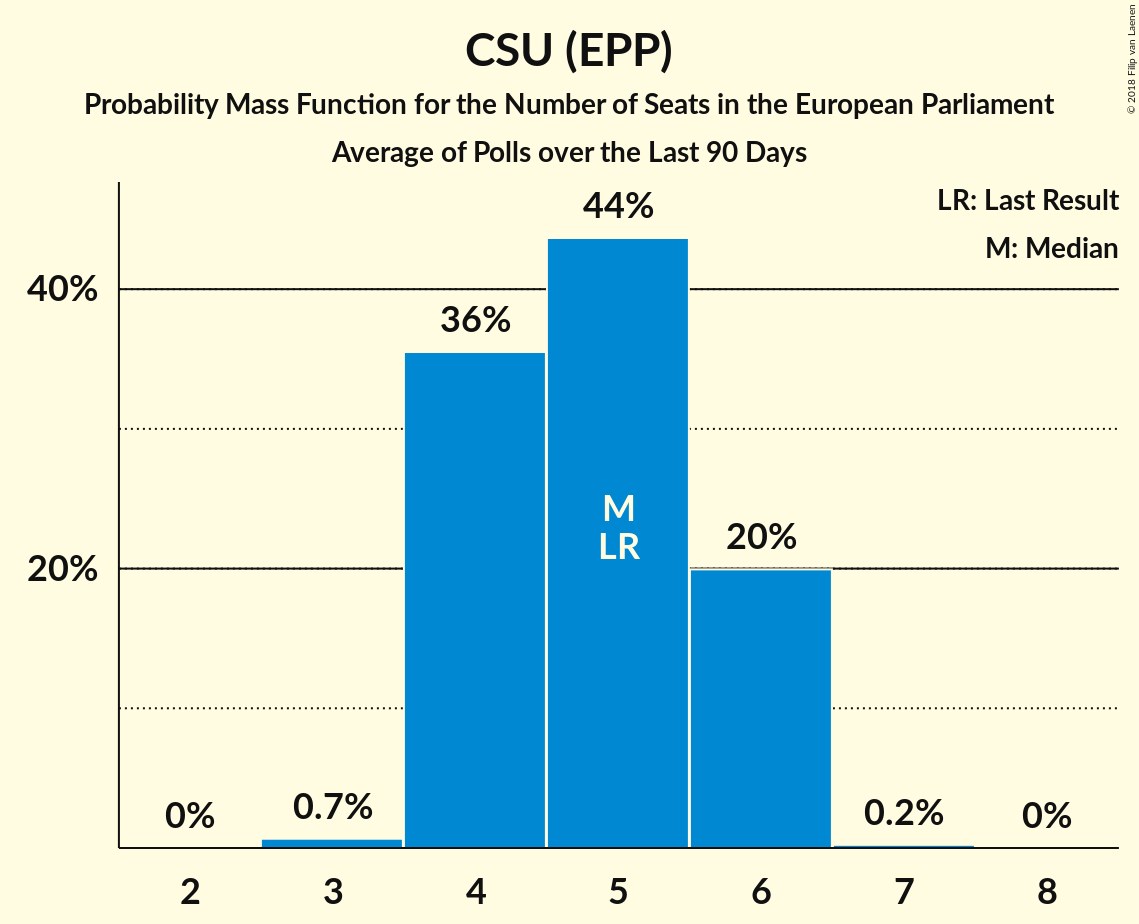 CSU (EPP)
Probability Mass Function for the Number of Seats in the European Parliament
Average of Polls over the Last 90 Days
© 2018 Filip van Laenen
LR: Last Result
M: Median
40%
20%
0%
0.7%
36%
44%
M
LR
20%
0.2%
0%
2 3 4 5 6 7 8